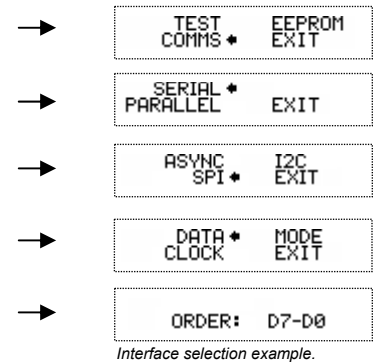 TEST EEPROM
COMMS EXIT
SERIAL
PARALLEL EXIT
ASYNC I2C
SPI EXIT
DATA MODE
CLOCK EXIT
ORDER: D7-D0
Interface selection example.